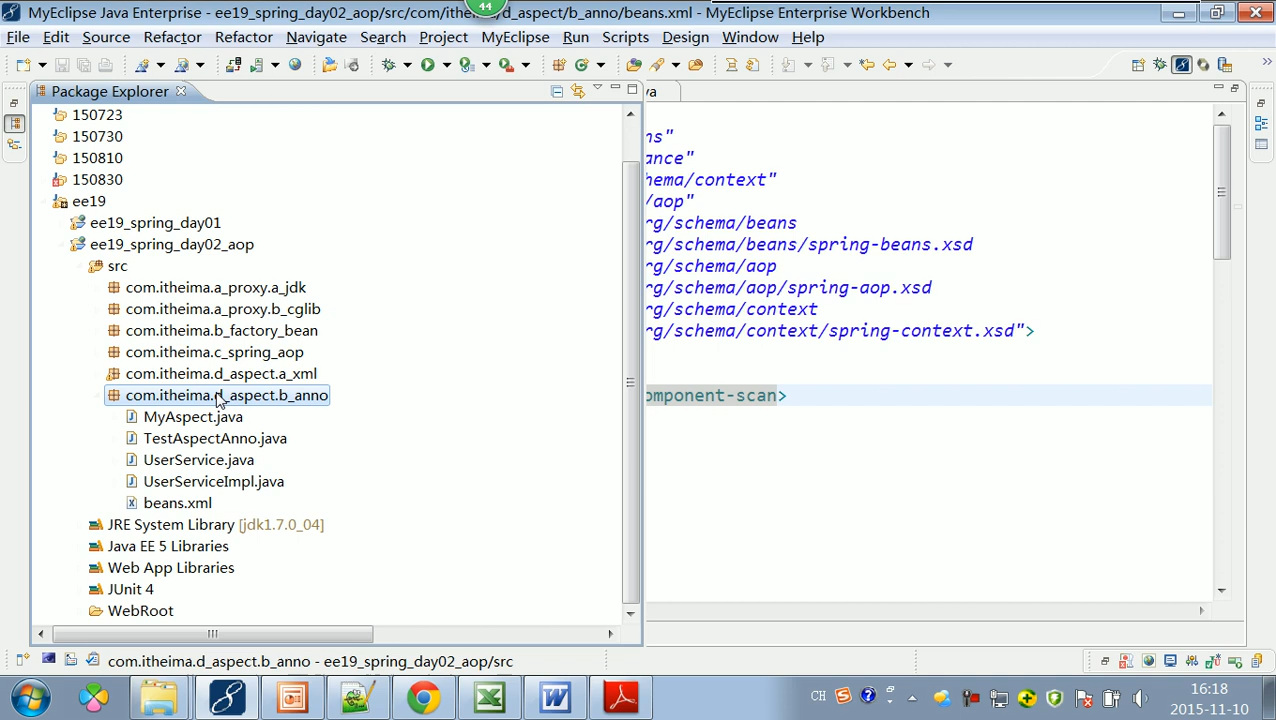 44
MyEclipse Java Enterprise - ee19_spring_day02_aop/src/com/itheima/d_aspect/b_anno/beans.xml - MyEclipse Enterprise Workbench
File Edit Source Refactor Refactor Navigate Search Project MyEclipse Run Scripts Design Window Help
Package Explorer
va
150723
150730
150810
150830
ee19
ee19_spring_day01
ee19_spring_day02_aop
src
com.itheima.a_proxy.a_jdk
com.itheima.a_proxy.b_cglib
com.itheima.b_factory_bean
com.itheima.c_spring_aop
com.itheima.d_aspect.a_xml
com.itheima.d_aspect.b_anno
MyAspect.java
TestAspectAnno.java
UserService.java
UserServiceImpl.java
beans.xml
JRE System Library [jdk1.7.0_04]
Java EE 5 Libraries
Web App Libraries
JUnit 4
WebRoot
ns"
ance"
hema/context"
/aop"
rg/schema/beans
rg/schema/beans/spring-beans.xsd
rg/schema/aop
rg/schema/aop/spring-aop.xsd
rg/schema/context
rg/schema/context/spring-context.xsd">
omponent-scan>
com.itheima.d_aspect.b_anno - ee19_spring_day02_aop/src
CH
16:18
2015-11-10